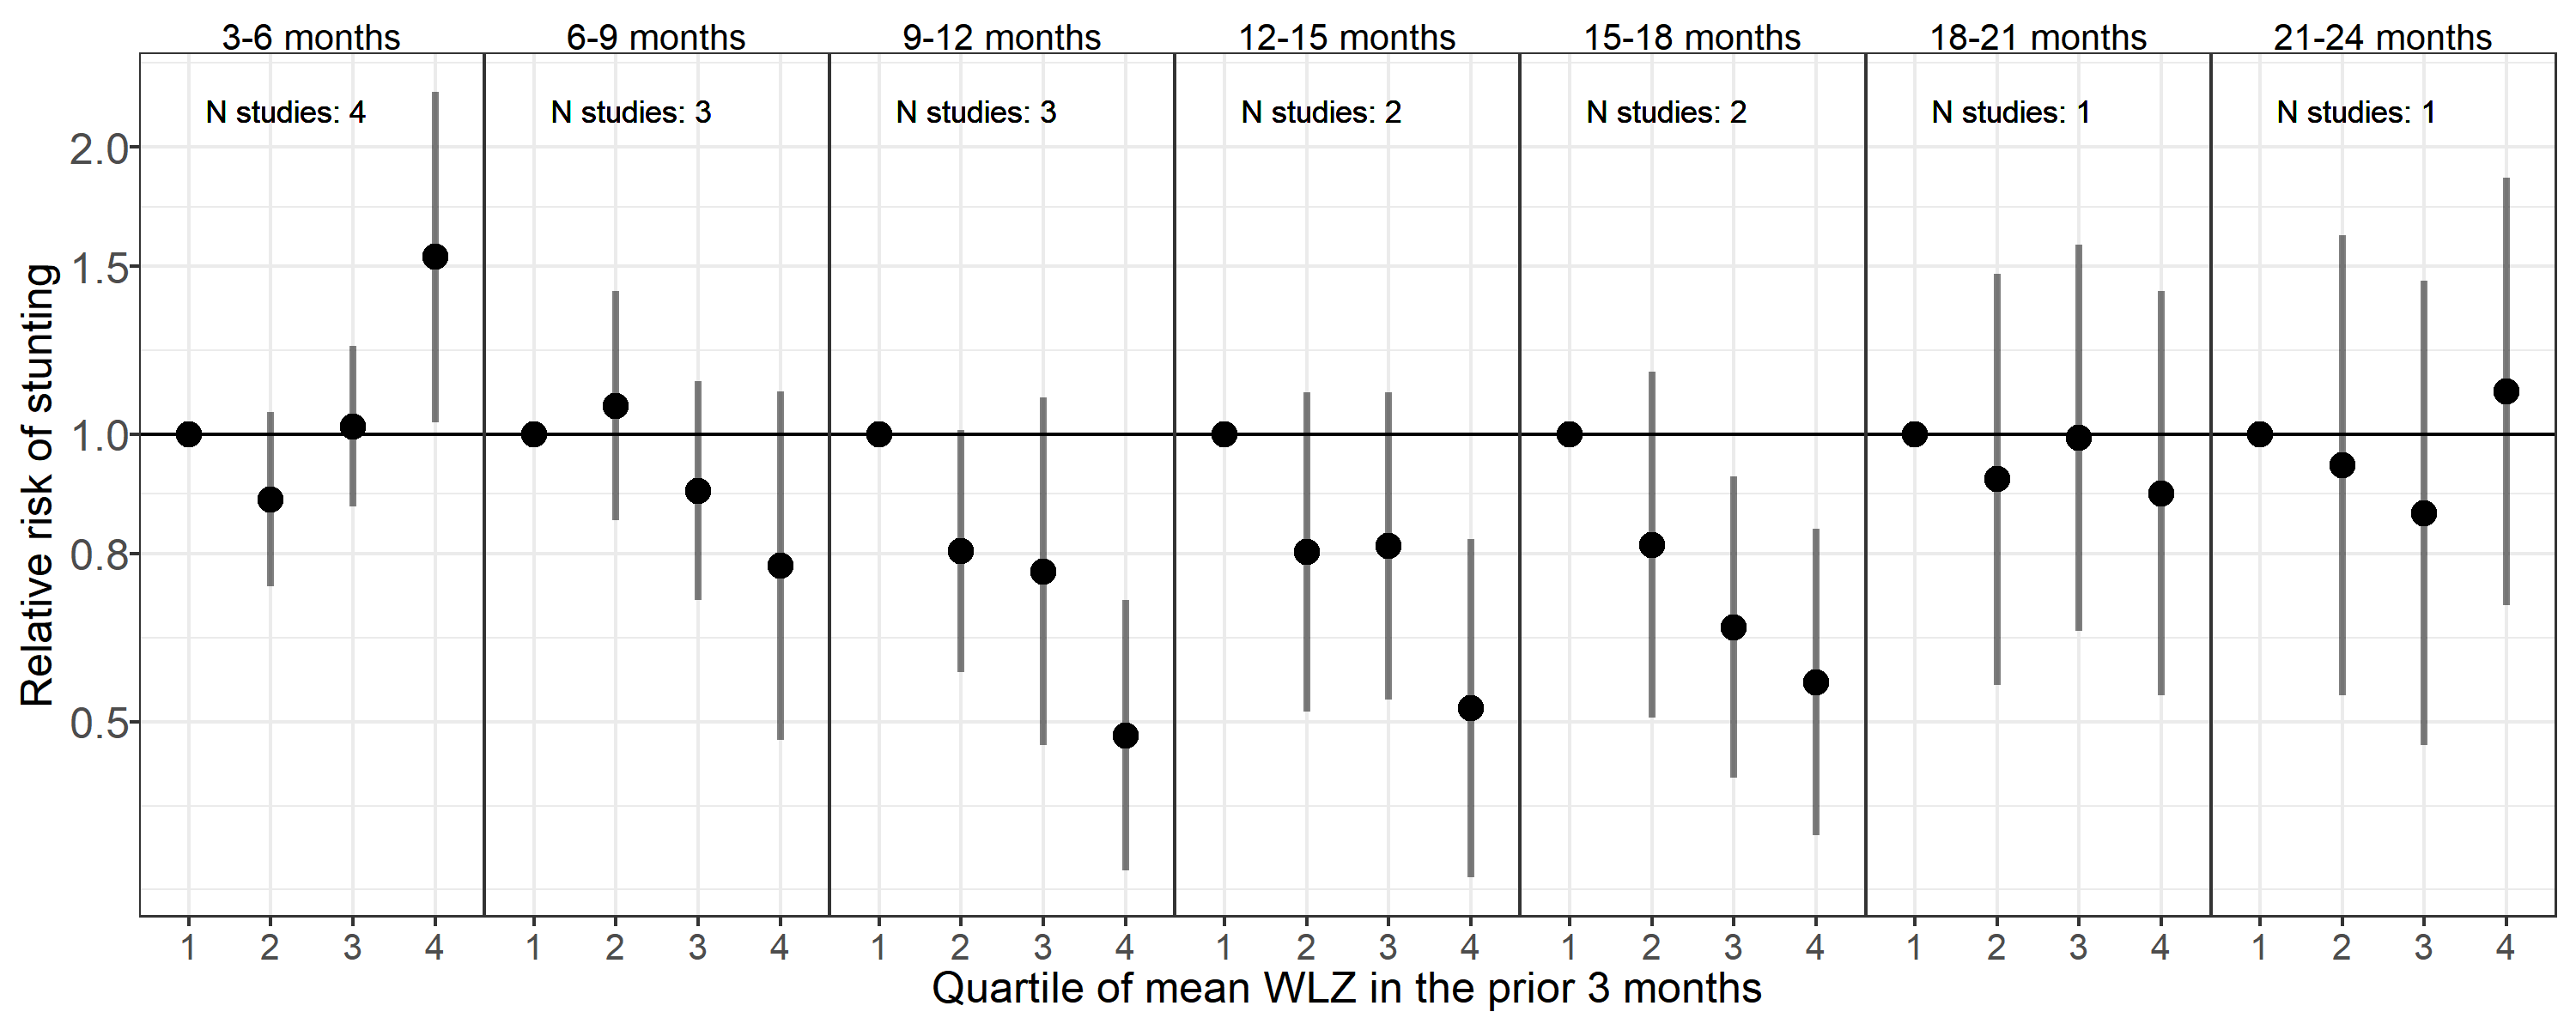 3-6 months 6-9 months 9-12 months 12-15 months 15-18 months 18-21 months 21-24 months
N studies: 4 N studies: 3 N studies: 3 N studies: 2 N studies: 2 N studies: 1 N studies: 1
2.0
1.5
1.0
0.8
0.5
Relative risk of stunting
1 2 3 4 1 2 3 4 1 2 3 4 1 2 3 4 1 2 3 4 1 2 3 4 1 2 3 4
Quartile of mean WLZ in the prior 3 months